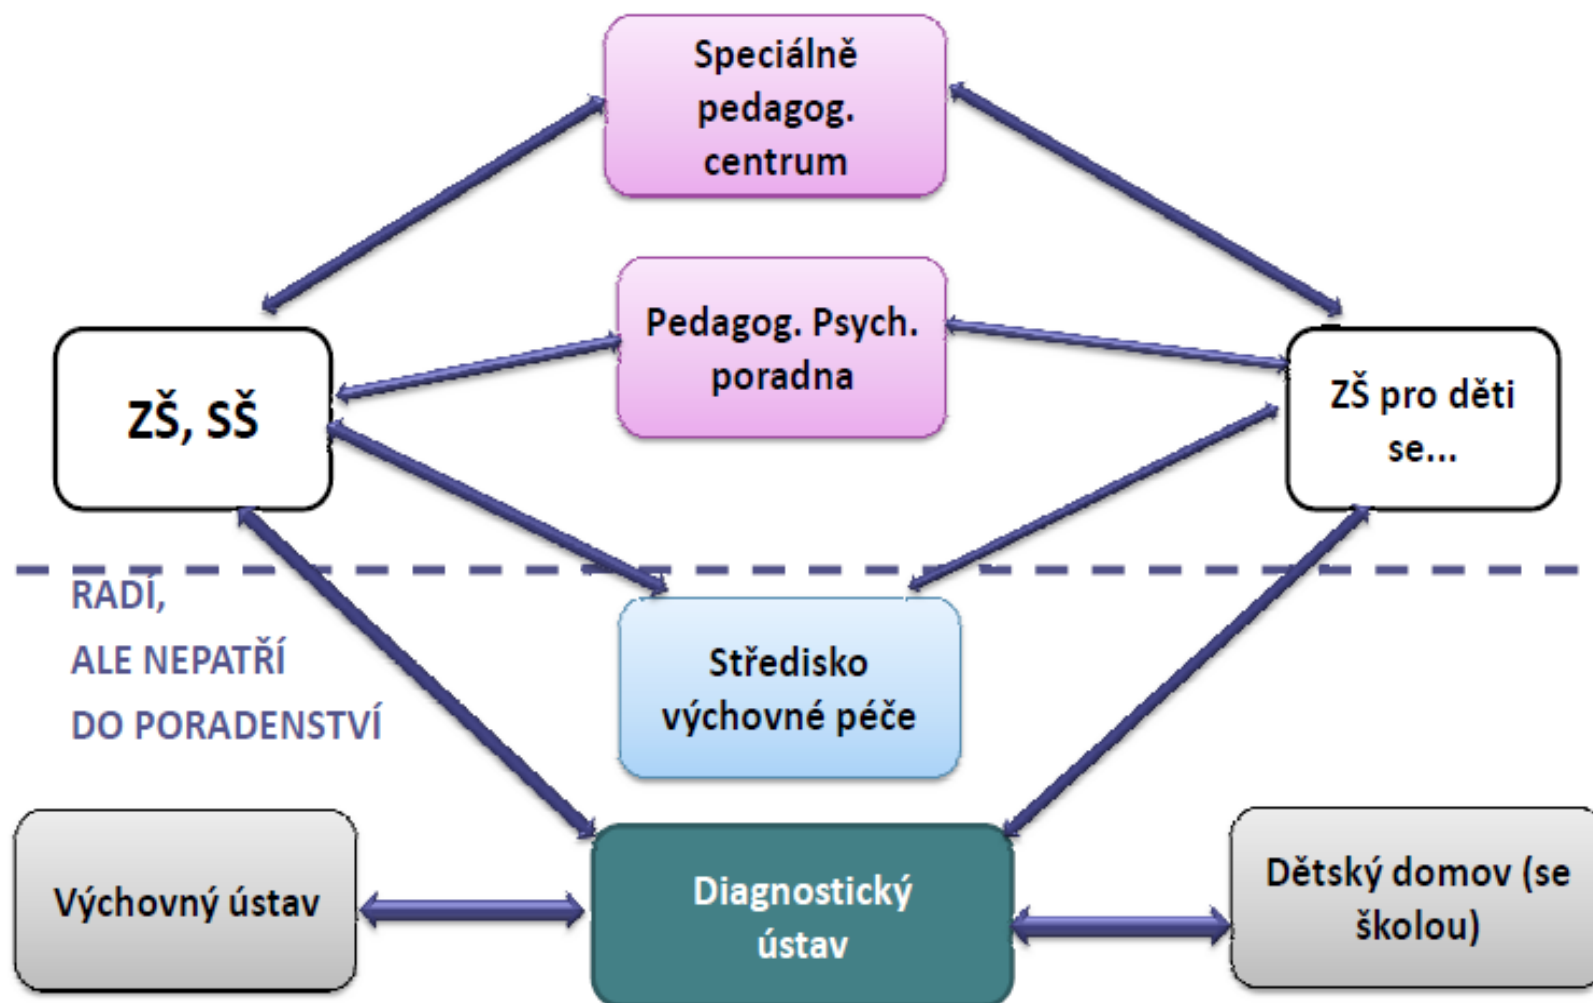 Speciálně
pedagog.
centrum
Pedagog. Psych.
poradna
ZŠ, SŠ
ZŠ pro děti
se...
RADÍ,
ALE NEPATŘÍ
DO PORADENSTVÍ
Středisko
výchovné péče
Výchovný ústav
Diagnostický
ústav
Dětský domov (se
školou)